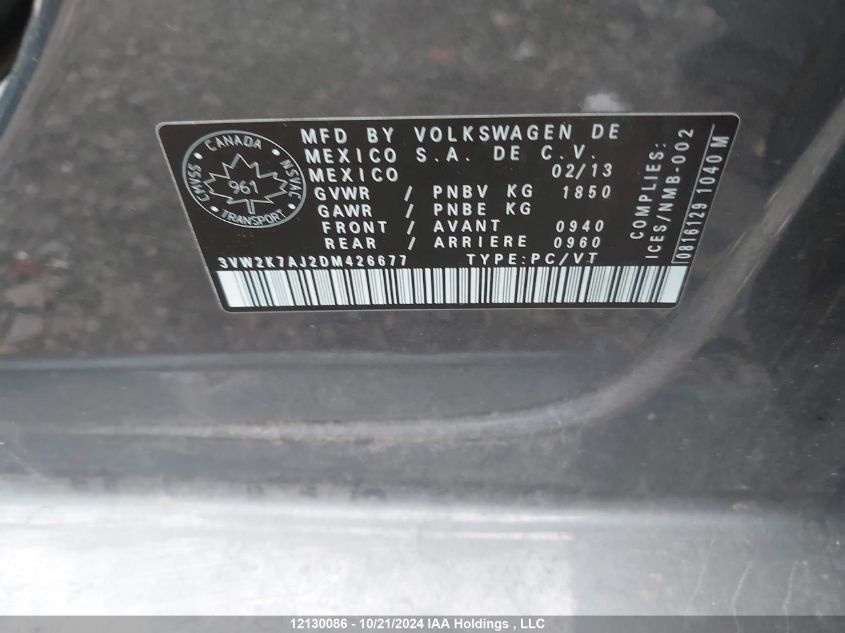 CANADA
CMVSS
NSVAC
961
TRANSPORT
MFD BY VOLKSWAGEN DE
MEXICO S.A. DE C.V.
MEXICO 02/13
GVWR / PNBV KG 1850
GAWR / PNBE KG
FRONT / AVANT 0940
REAR / ARRIERE 0960
3VW2K7AJ2DM426677 TYPE:PC/VT
COMPLIES:
ICES/NMB-002
0816129 1040M
12130086 - 10/21/2024 IAA Holdings , LLC